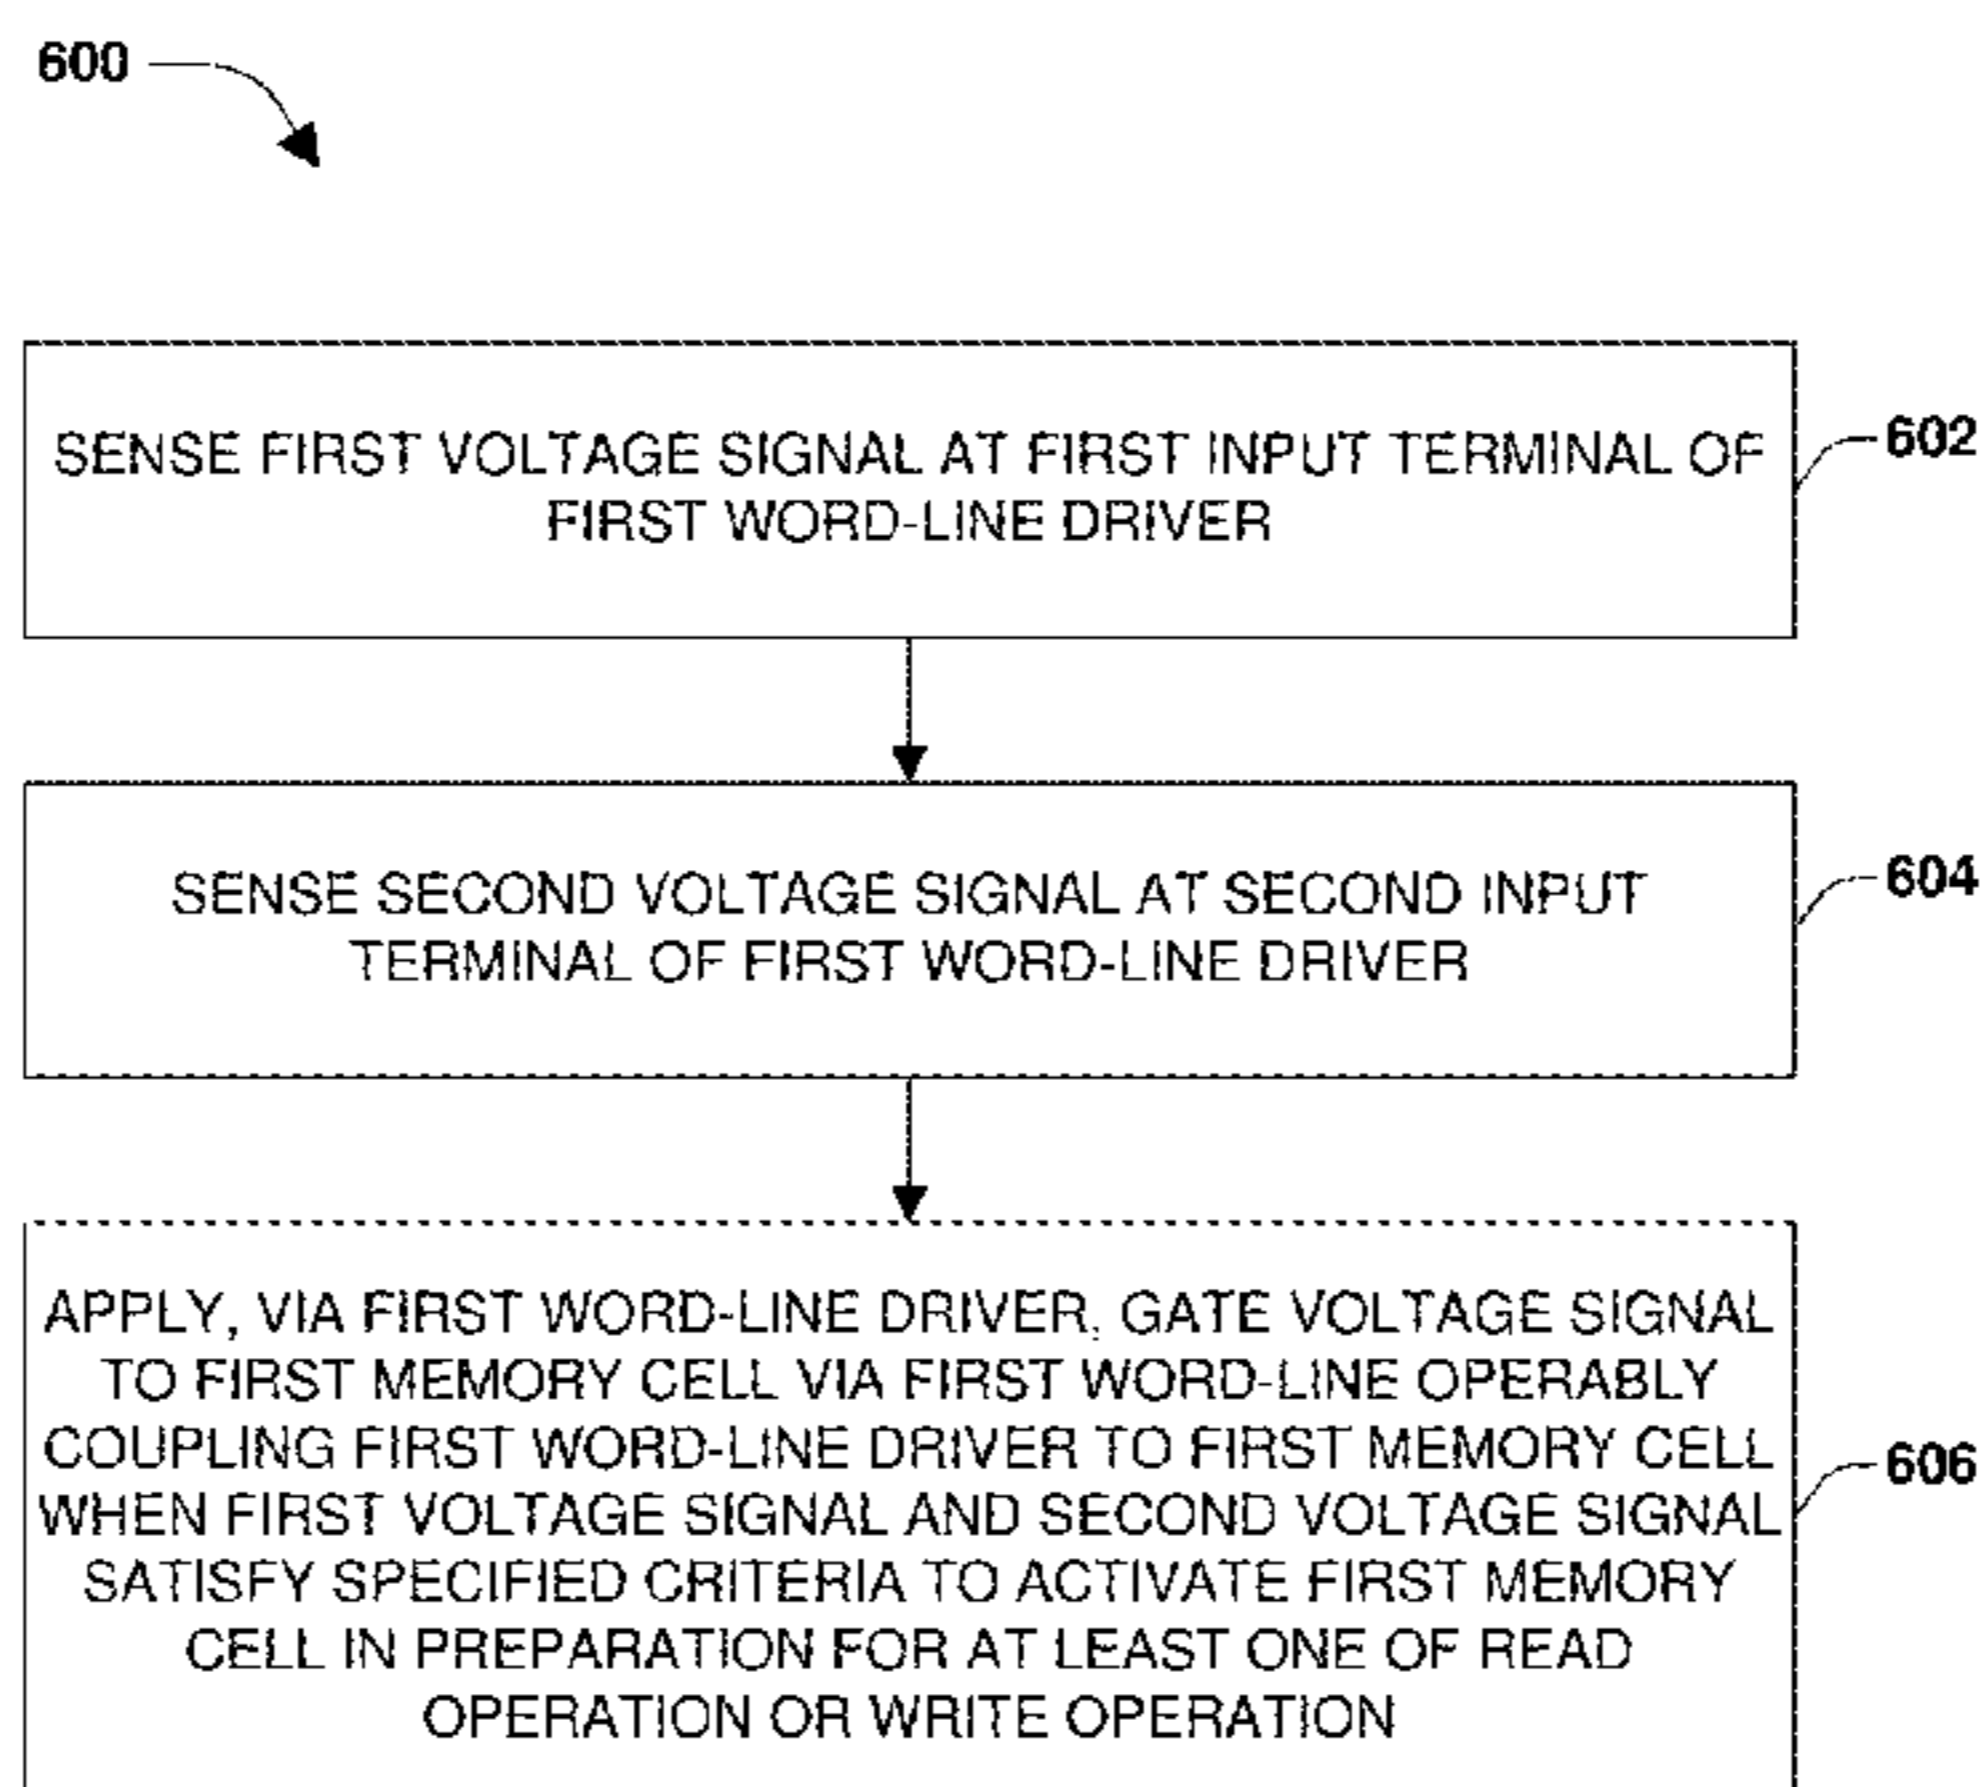 600
SENSE FIRST VOLTAGE SIGNAL AT FIRST INPUT TERMINAL OF
FIRST WORD-LINE DRIVER
602
SENSE SECOND VOLTAGE SIGNAL AT SECOND INPUT
TERMINAL OF FIRST WORD-LINE DRIVER
604
APPLY, VIA FIRST WORD-LINE DRIVER, GATE VOLTAGE SIGNAL
TO FIRST MEMORY CELL VIA FIRST WORD-LINE OPERABLY
COUPLING FIRST WORD-LINE DRIVER TO FIRST MEMORY CELL
WHEN FIRST VOLTAGE SIGNAL AND SECOND VOLTAGE SIGNAL
SATISFY SPECIFIED CRITERIA TO ACTIVATE FIRST MEMORY
CELL IN PREPARATION FOR AT LEAST ONE OF READ
OPERATION OR WRITE OPERATION
606